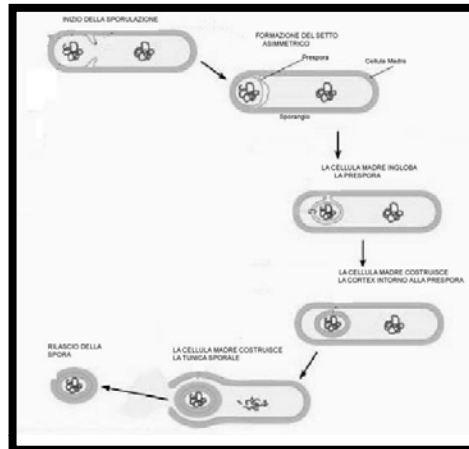 INIZIO DELLA SPORULAZIONE
FORMAZIONE DEL SETTO
ASIMMETRICO
Prespora
Cellula Madre
Sporangio
LA CELLULA MADRE INGLOBA
LA PRESPORA
LA CELLULA MADRE COSTRUISCE
LA CORTEX INTORNO ALLA PRESPORA
RILASCIO DELLA
SPORA
LA CELLULA MADRE COSTRUISCE
LA TUNICA SPORALE